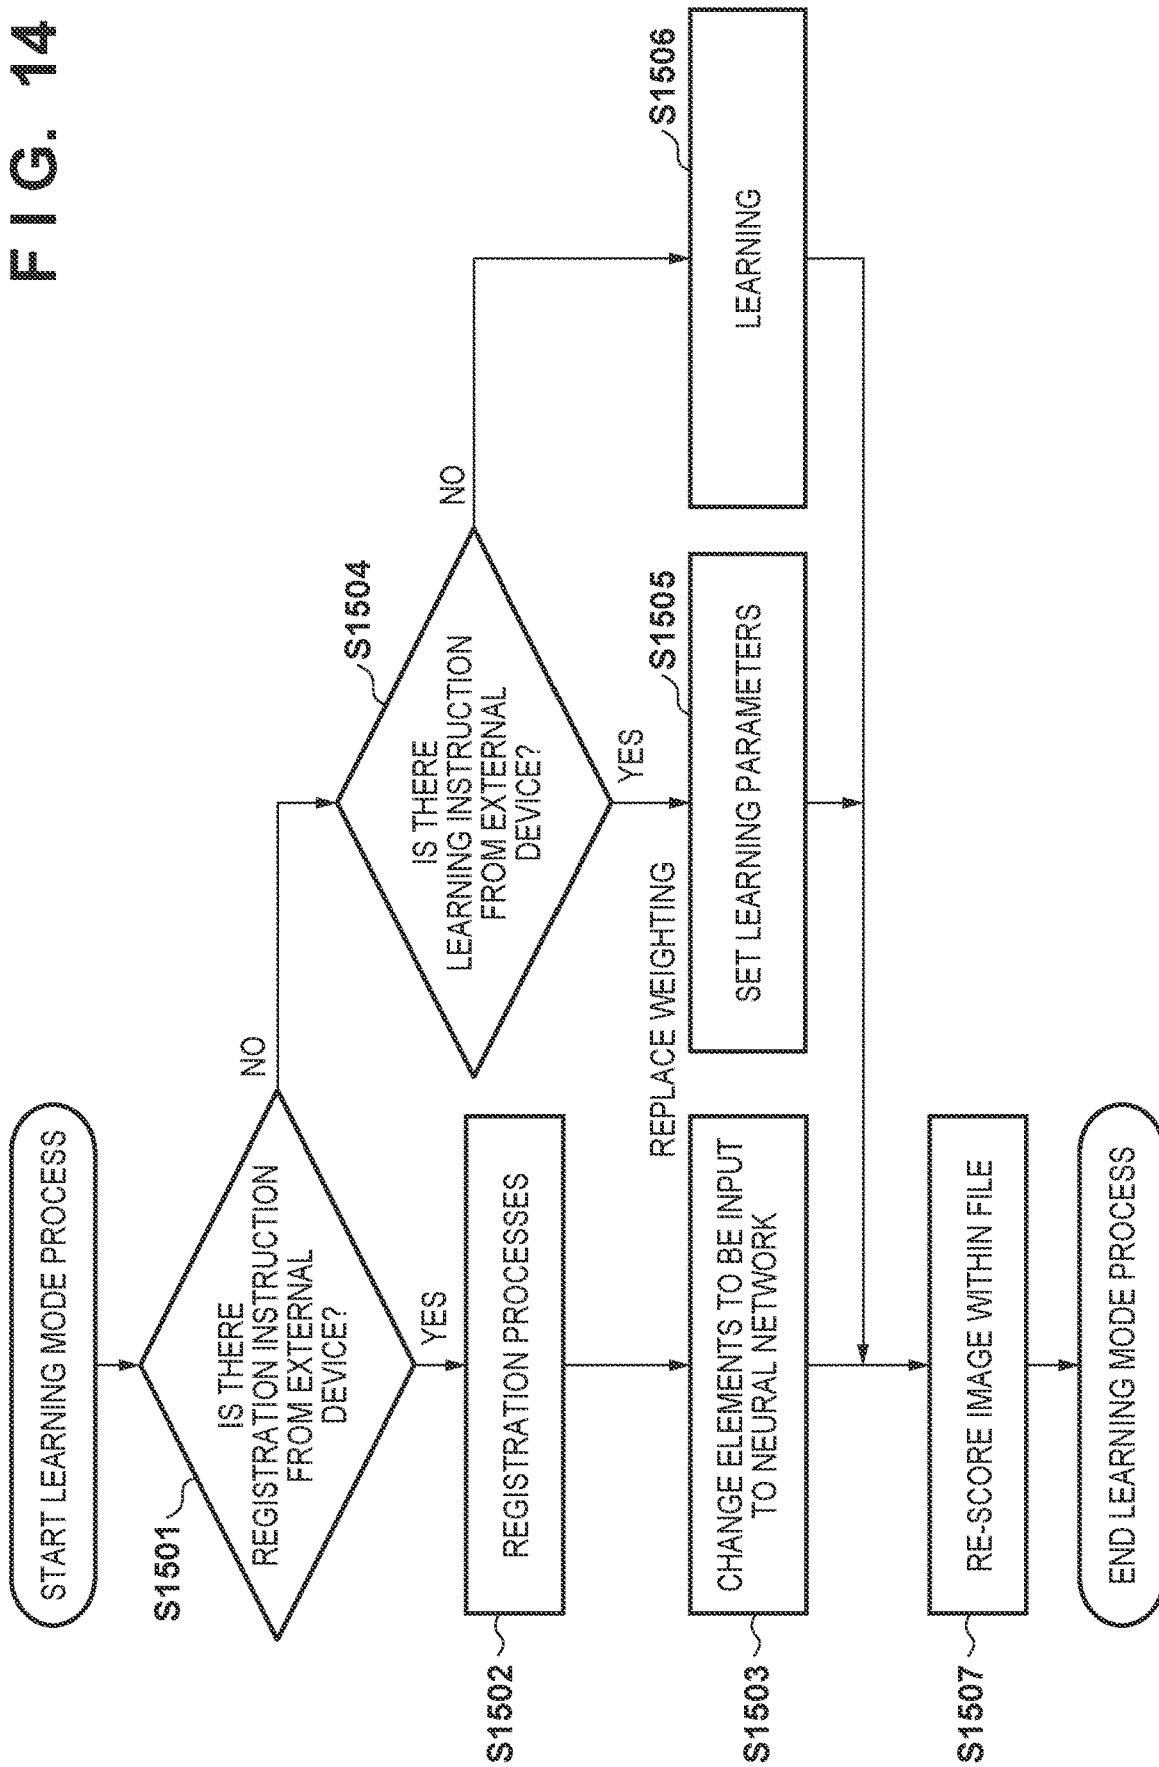 FIG. 14
START LEARNING MODE PROCESS
S1501
IS THERE
REGISTRATION INSTRUCTION
FROM EXTERNAL
DEVICE?
NO
YES
S1502
REGISTRATION PROCESSES
S1503
CHANGE ELEMENTS TO BE INPUT
TO NEURAL NETWORK
S1504
IS THERE
LEARNING INSTRUCTION
FROM EXTERNAL
DEVICE?
NO
YES
REPLACE WEIGHTING
S1505
SET LEARNING PARAMETERS
S1506
LEARNING
S1507
RE-SCORE IMAGE WITHIN FILE
END LEARNING MODE PROCESS